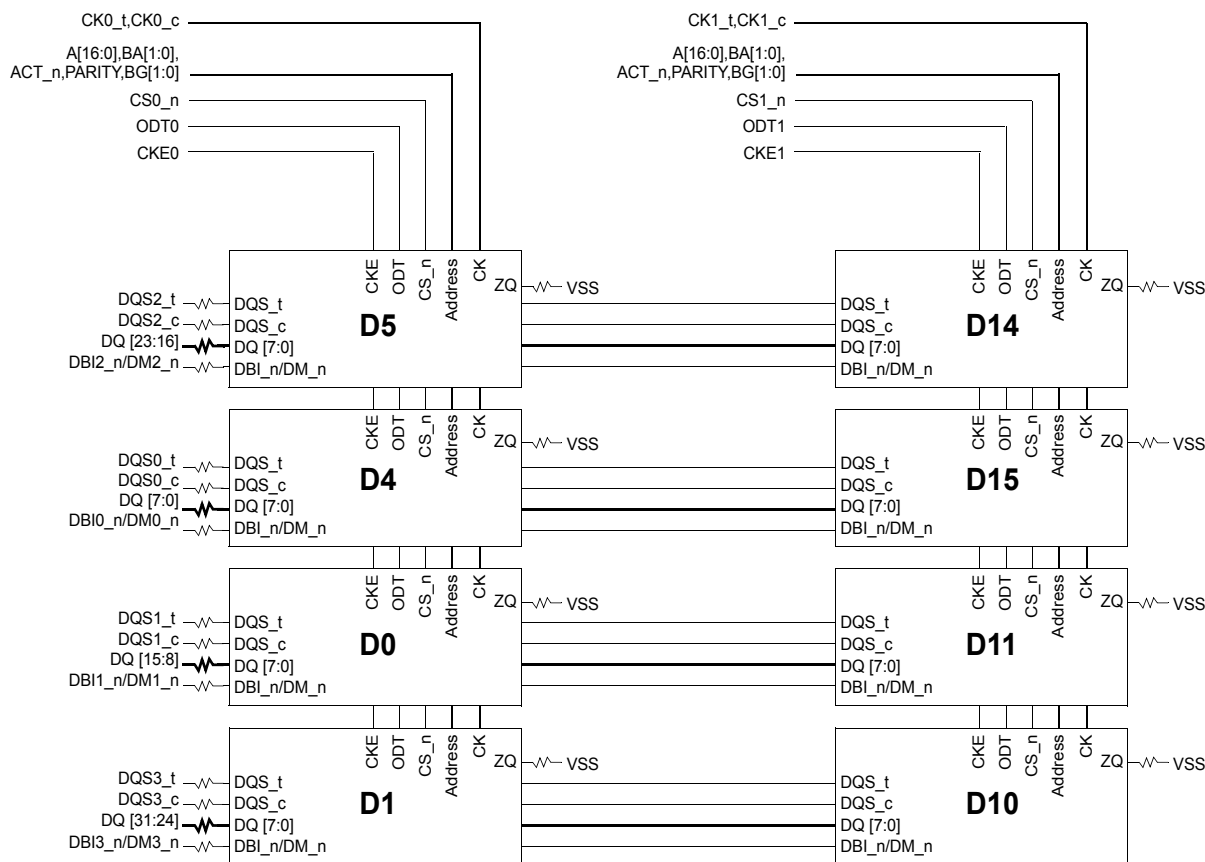 CK0_t,CK0_c
A[16:0],BA[1:0],
ACT_n,PARITY,BG[1:0]
CS0_n
ODT0
CKE0
CK1_t,CK1_c
A[16:0],BA[1:0],
ACT_n,PARITY,BG[1:0]
CS1_n
ODT1
CKE1
DQS2_t
DQS2_c
DQ [23:16]
DBI2_n/DM2_n
CKE
ODT
CS_n
Address
CK
ZQ
VSS
DQS_t
DQS_c
DQ [7:0]
DBI_n/DM_n
D5
CKE
ODT
CS_n
Address
CK
ZQ
VSS
DQS_t
DQS_c
DQ [7:0]
DBI_n/DM_n
D14
DQS0_t
DQS0_c
DQ [7:0]
DBI0_n/DM0_n
CKE
ODT
CS_n
Address
CK
ZQ
VSS
DQS_t
DQS_c
DQ [7:0]
DBI_n/DM_n
D4
CKE
ODT
CS_n
Address
CK
ZQ
VSS
DQS_t
DQS_c
DQ [7:0]
DBI_n/DM_n
D15
DQS1_t
DQS1_c
DQ [15:8]
DBI1_n/DM1_n
CKE
ODT
CS_n
Address
CK
ZQ
VSS
DQS_t
DQS_c
DQ [7:0]
DBI_n/DM_n
D0
CKE
ODT
CS_n
Address
CK
ZQ
VSS
DQS_t
DQS_c
DQ [7:0]
DBI_n/DM_n
D11
DQS3_t
DQS3_c
DQ [31:24]
DBI3_n/DM3_n
CKE
ODT
CS_n
Address
CK
ZQ
VSS
DQS_t
DQS_c
DQ [7:0]
DBI_n/DM_n
D1
CKE
ODT
CS_n
Address
CK
ZQ
VSS
DQS_t
DQS_c
DQ [7:0]
DBI_n/DM_n
D10